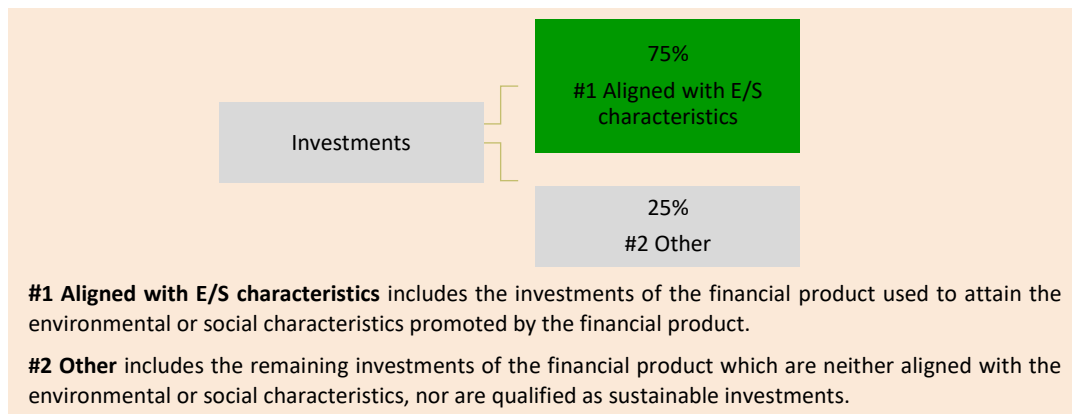 75%
#1 Aligned with E/S
characteristics
Investments
25%
#2 Other
#1 Aligned with E/S characteristics includes the investments of the financial product used to attain the
environmental or social characteristics promoted by the financial product.
#2 Other includes the remaining investments of the financial product which are neither aligned with the
environmental or social characteristics, nor are qualified as sustainable investments.